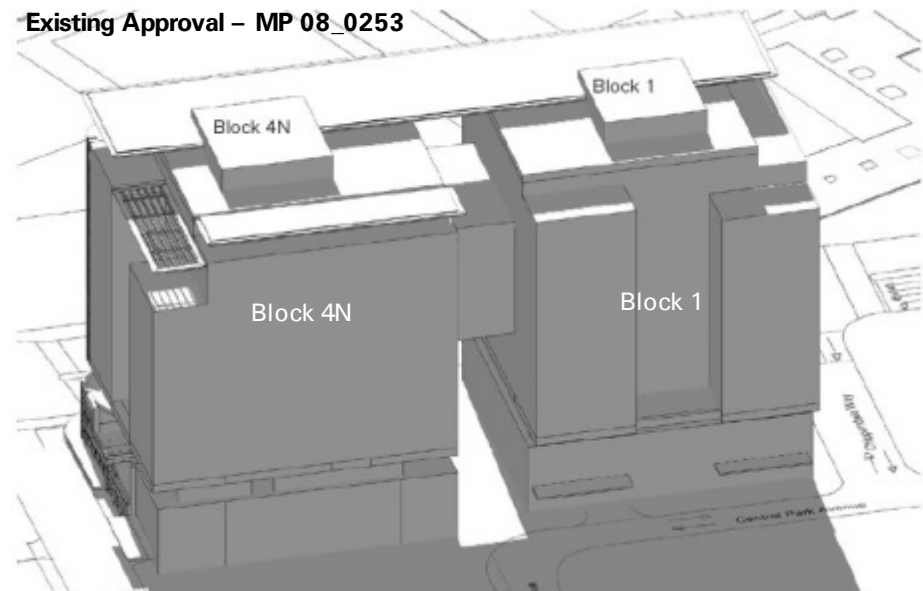 Existing Approval – MP 08_0253
Block 1
Block 4N
Block 4N
Block 1
Central Park Avenue